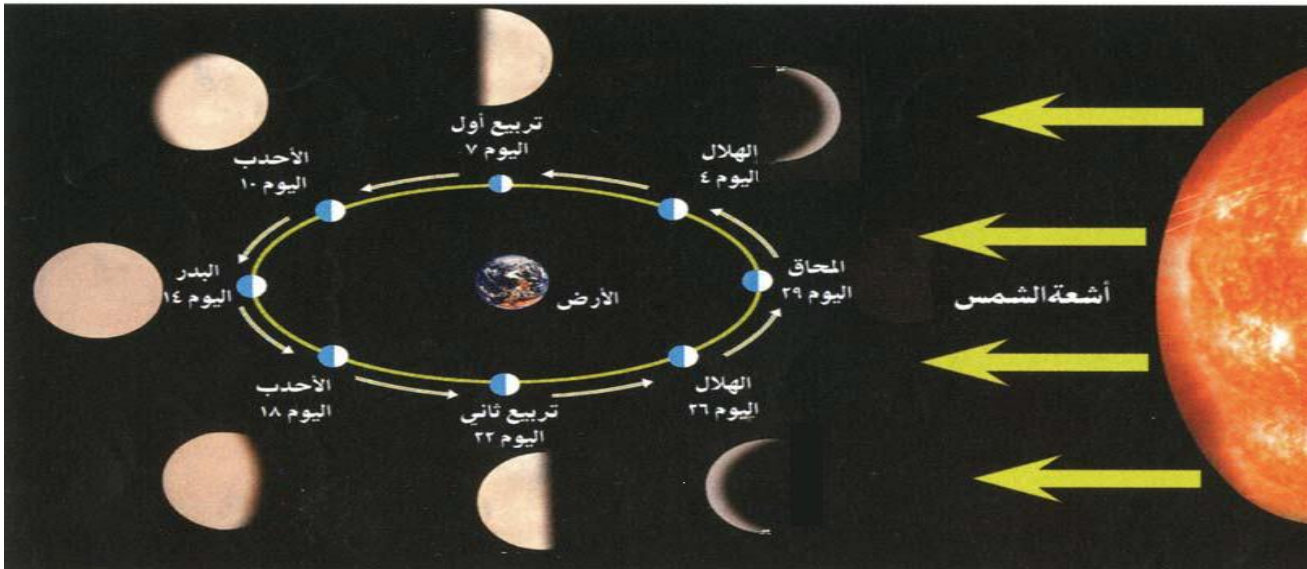 تربيع أول
اليوم ٧
الهلال
اليوم ٤
الأحدب
اليوم ١٠
المحاق
اليوم ٢٩
أشعة الشمس
الأرض
البدر
اليوم ١٤
الهلال
اليوم ٢٦
تربيع ثاني
اليوم ٢٢
الأحدب
اليوم ١٨